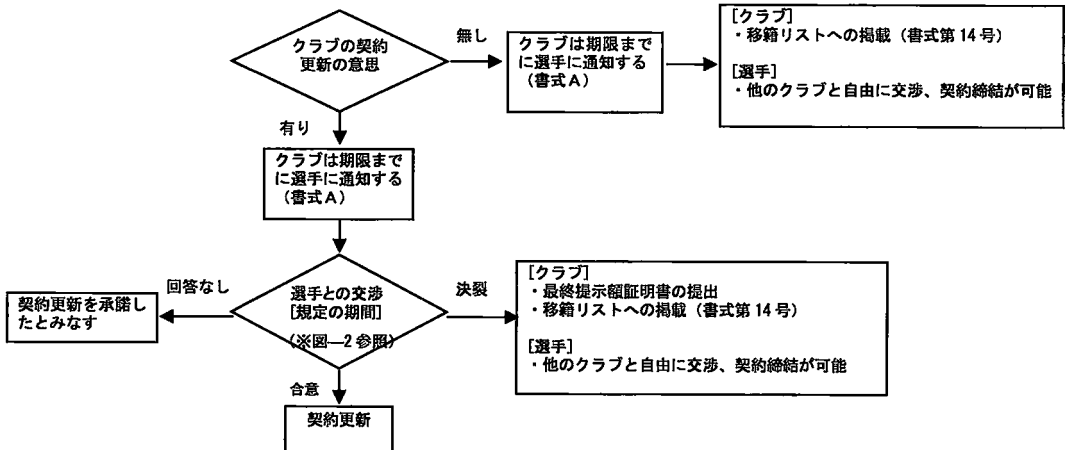 クラブの契約
更新の意思
無し
クラブは期限まで
に選手に通知する
（書式Ａ）
[クラブ]
・移籍リストへの掲載（書式第14号）
[選手]
・他のクラブと自由に交渉、契約締結が可能
有り
クラブは期限まで
に選手に通知する
（書式Ａ）
回答なし
契約更新を承諾し
たとみなす
選手との交渉
[規定の期間]
（※図―2参照）
決裂
[クラブ]
・最終提示額証明書の提出
・移籍リストへの掲載（書式第14号）
[選手]
・他のクラブと自由に交渉、契約締結が可能
合意
契約更新